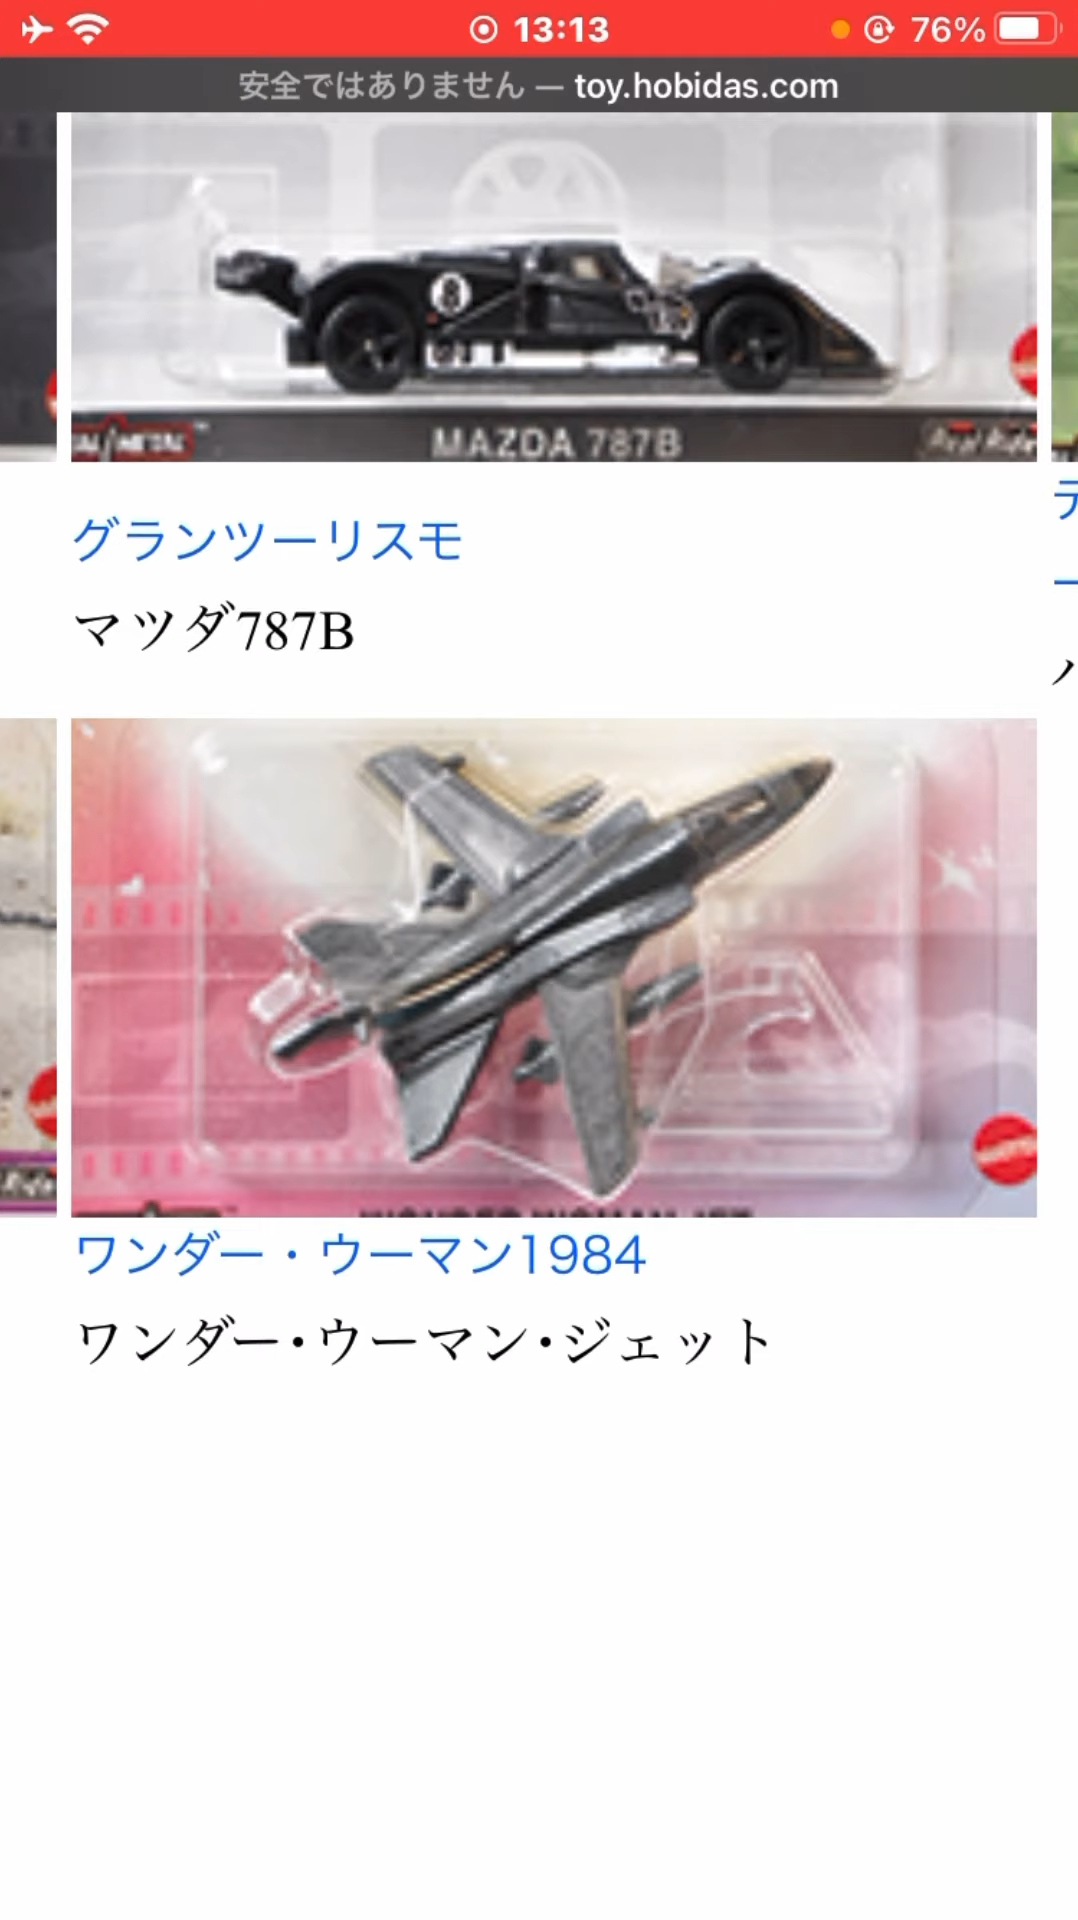 13:13
76%
安全ではありません — toy.hobidas.com
8
MAZDA 787B
グランツーリスモ
マツダ787B
ワンダー・ウーマン1984
ワンダー・ウーマン・ジェット